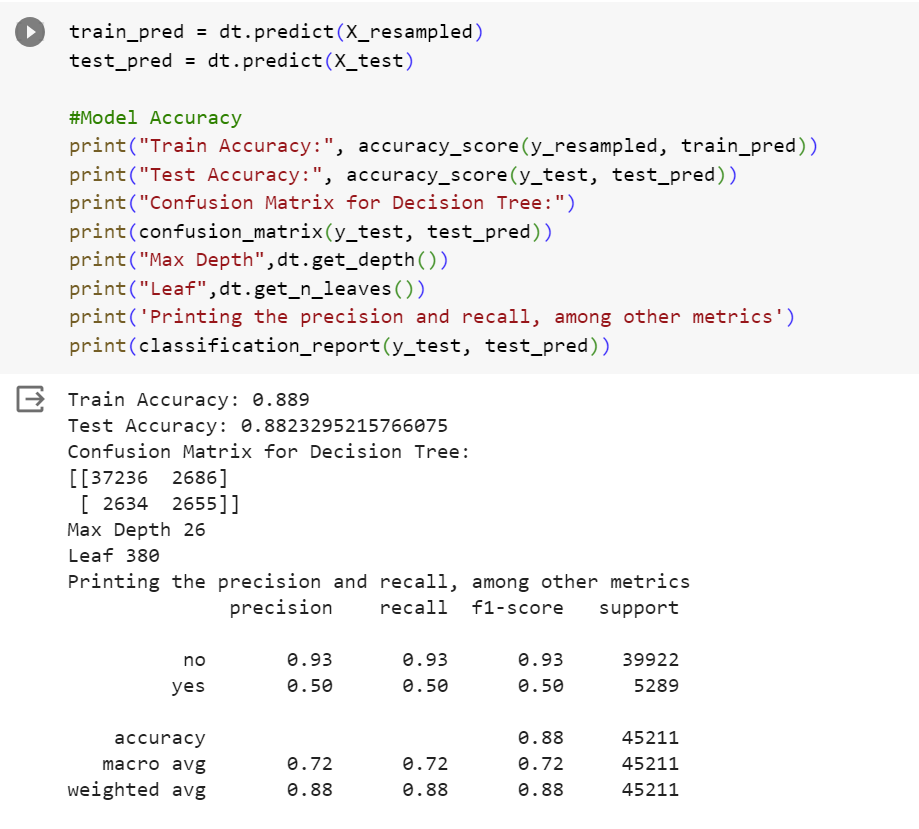 train_pred = dt.predict(X_resampled)
test_pred = dt.predict(X_test)

#Model Accuracy
print("Train Accuracy:", accuracy_score(y_resampled, train_pred))
print("Test Accuracy:", accuracy_score(y_test, test_pred))
print("Confusion Matrix for Decision Tree:")
print(confusion_matrix(y_test, test_pred))
print("Max Depth",dt.get_depth())
print("Leaf",dt.get_n_leaves())
print('Printing the precision and recall, among other metrics')
print(classification_report(y_test, test_pred))
Train Accuracy: 0.889
Test Accuracy: 0.8823295215766075
Confusion Matrix for Decision Tree:
[[37236  2686]
 [ 2634  2655]]
Max Depth 26
Leaf 380
Printing the precision and recall, among other metrics
              precision    recall  f1-score   support

          no       0.93      0.93      0.93     39922
         yes       0.50      0.50      0.50      5289

    accuracy                           0.88     45211
   macro avg       0.72      0.72      0.72     45211
weighted avg       0.88      0.88      0.88     45211